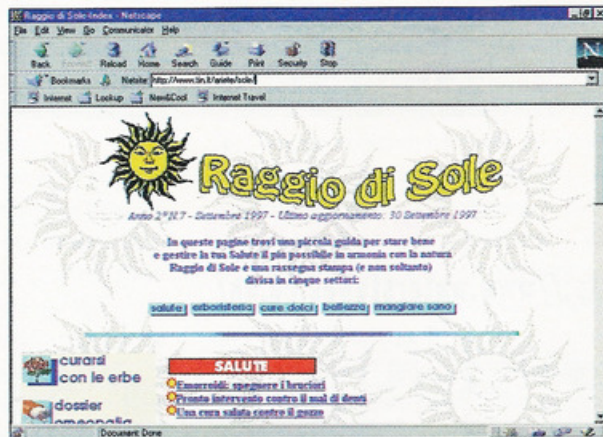 Raggio di Sole-Index - Netscape
File Edit View Go Communicator Help
Back Forward Reload Home Search Guide Print Security Stop
N
Bookmarks Netsite: http://www.tin.it/ariete/sole/
Internet Lookup New&Cool Internet Travel
Raggio di Sole
Anno 2° N.7 - Settembre 1997 - Ultimo aggiornamento: 30 Settembre 1997
In queste pagine trovi una piccola guida per stare bene
e gestire la tua Salute il più possibile in armonia con la natura
Raggio di Sole e una rassegna stampa (e non soltanto)
divisa in cinque settori:
salute erboristeria cure dolci bellezza mangiare sano
curarsi
con le erbe
dossier
omeopatia
SALUTE
Emorroidi: spegnere i bruciori
Pronto intervento contro il mal di denti
Una cura salata contro il gozzo
Document Done